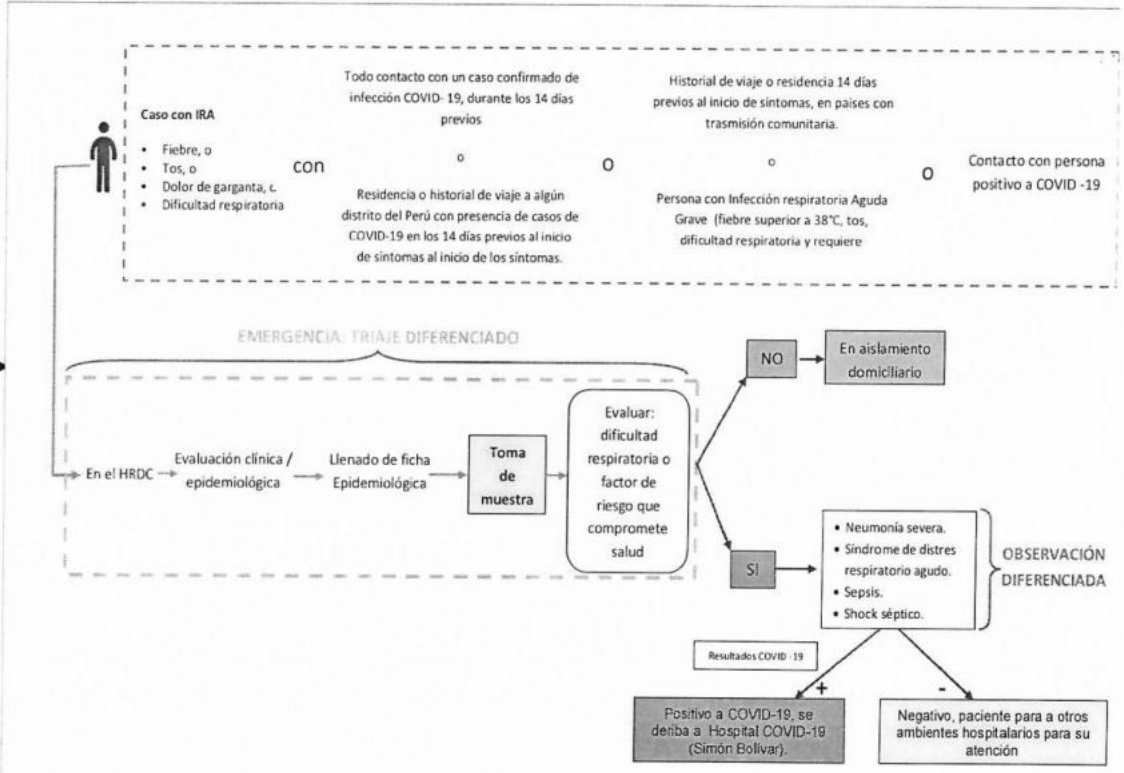 Caso con IRA
• Fiebre, o
• Tos, o
• Dolor de garganta, c
• Dificultad respiratoria
con
Todo contacto con un caso confirmado de
infección COVID- 19, durante los 14 días
previos
o
Residencia o historial de viaje a algún
distrito del Perú con presencia de casos de
COVID-19 en los 14 días previos al inicio
de síntomas al inicio de los síntomas.
o
Historial de viaje o residencia 14 días
previos al inicio de sintomas, en paises con
trasmisión comunitaria.
o
Persona con Infección respiratoria Aguda
Grave (fiebre superior a 38°C, tos,
dificultad respiratoria y requiere
o
Contacto con persona
positivo a COVID -19
EMERGENCIA: TRIAJE DIFERENCIADO
En el HRDC
Evaluación clínica /
epidemiológica
Llenado de ficha
Epidemiológica
Toma
de
muestra
Evaluar:
dificultad
respiratoria o
factor de
riesgo que
compromete
salud
NO
En aislamiento
domiciliario
SI
• Neumonía severa.
• Síndrome de distres
respiratorio agudo.
• Sepsis.
• Shock séptico.
OBSERVACIÓN
DIFERENCIADA
Resultados COVID -19
+
-
Positivo a COVID-19, se
deriba a Hospital COVID-19
(Simón Bolívar).
Negativo, paciente para a otros
ambientes hospitalarios para su
atención